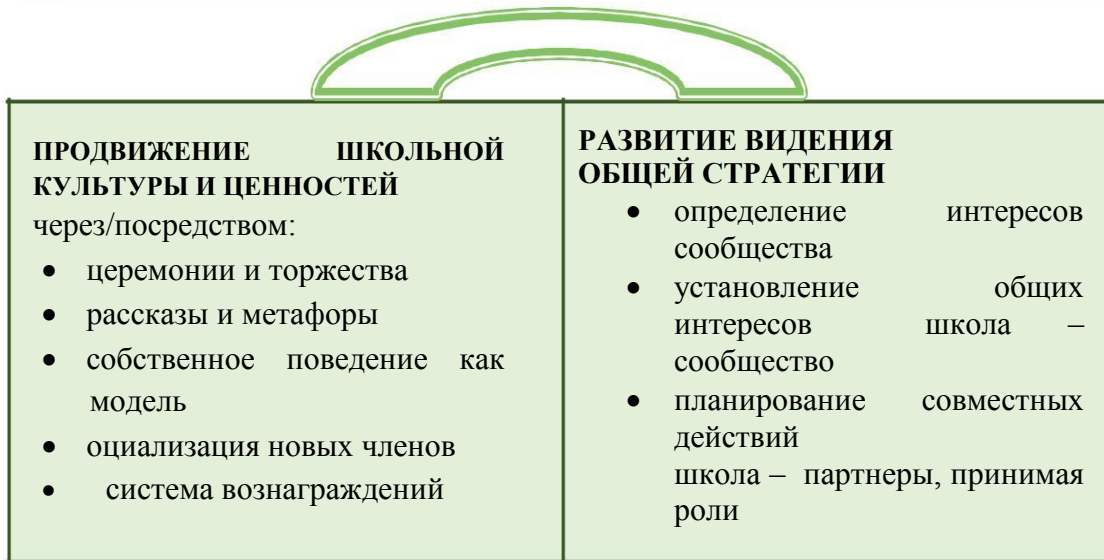 ПРОДВИЖЕНИЕ ШКОЛЬНОЙ
КУЛЬТУРЫ И ЦЕННОСТЕЙ
через/посредством:
• церемонии и торжества
• рассказы и метафоры
• собственное поведение как
модель
• оциализация новых членов
• система вознаграждений
РАЗВИТИЕ ВИДЕНИЯ
ОБЩЕЙ СТРАТЕГИИ
• определение интересов
сообщества
• установление общих
интересов школа –
сообщество
• планирование совместных
действий
школа – партнеры, принимая
роли